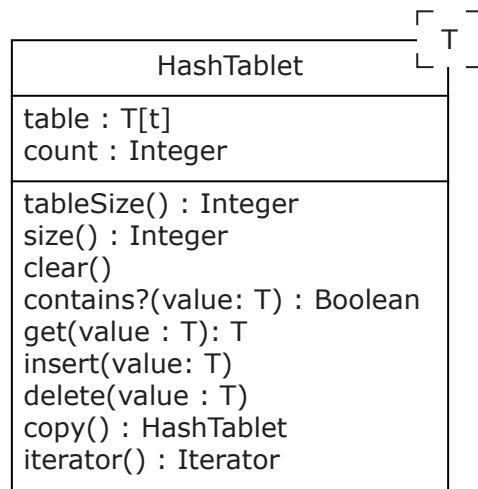 T
HashTablet
table : T[t]
count : Integer
tableSize() : Integer
size() : Integer
clear()
contains?(value: T) : Boolean
get(value : T): T
insert(value: T)
delete(value : T)
copy() : HashTablet
iterator() : Iterator